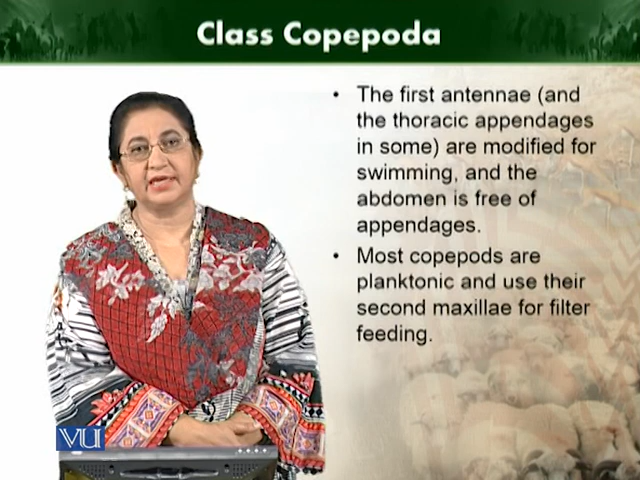 Class Copepoda
• The first antennae (and
the thoracic appendages
in some) are modified for
swimming, and the
abdomen is free of
appendages.
• Most copepods are
planktonic and use their
second maxillae for filter
feeding.
VU